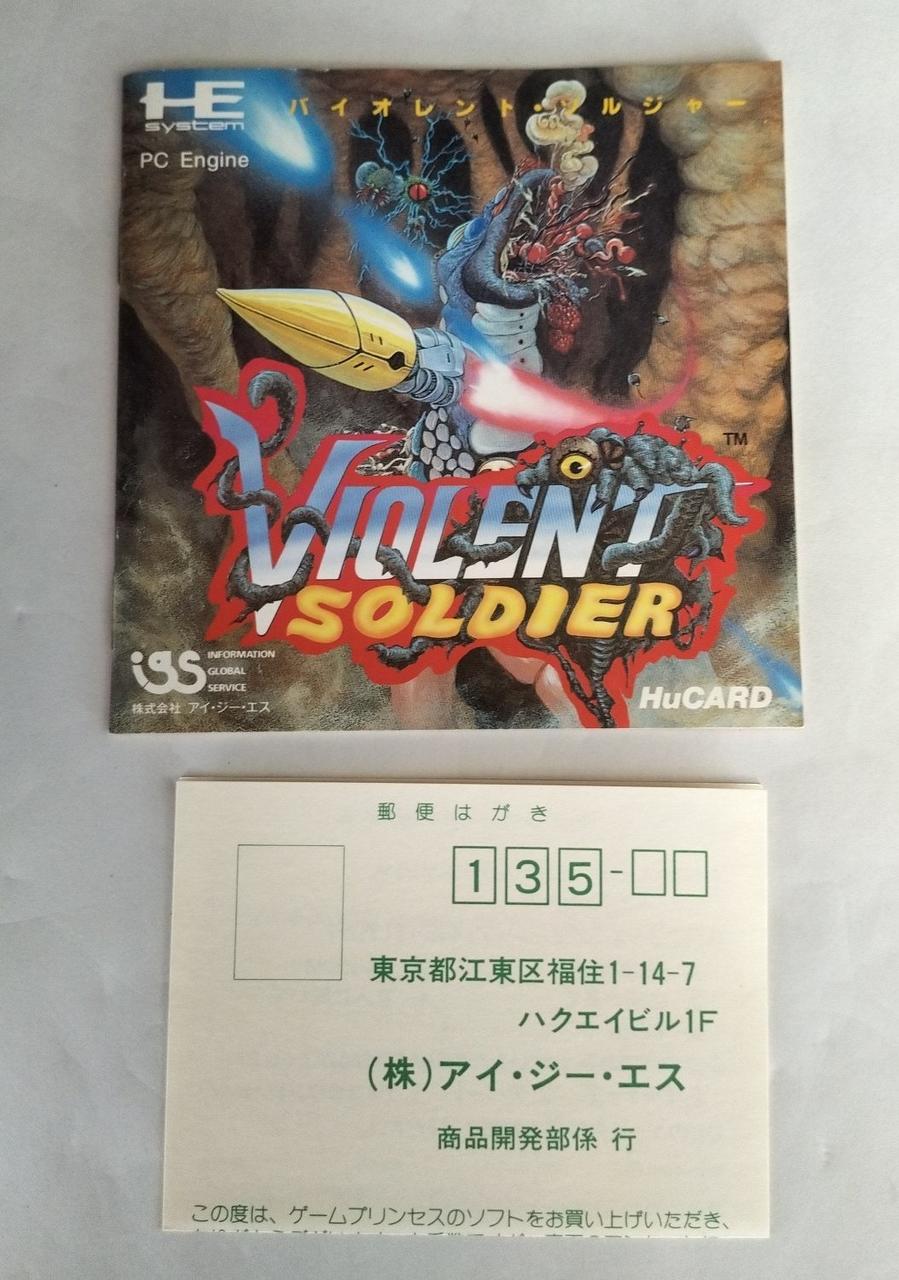 HE
system
バイオレント・ソルジャー
PC Engine
TM
VIOLENT
SOLDIER
igs
INFORMATION
GLOBAL
SERVICE
株式会社 アイ・ジー・エス
HuCARD
郵便はがき
135-
東京都江東区福住1-14-7
ハクエイビル1F
(株)アイ・ジー・エス
商品開発部係 行
この度は、ゲームプリンセスのソフトをお買い上げいただき、